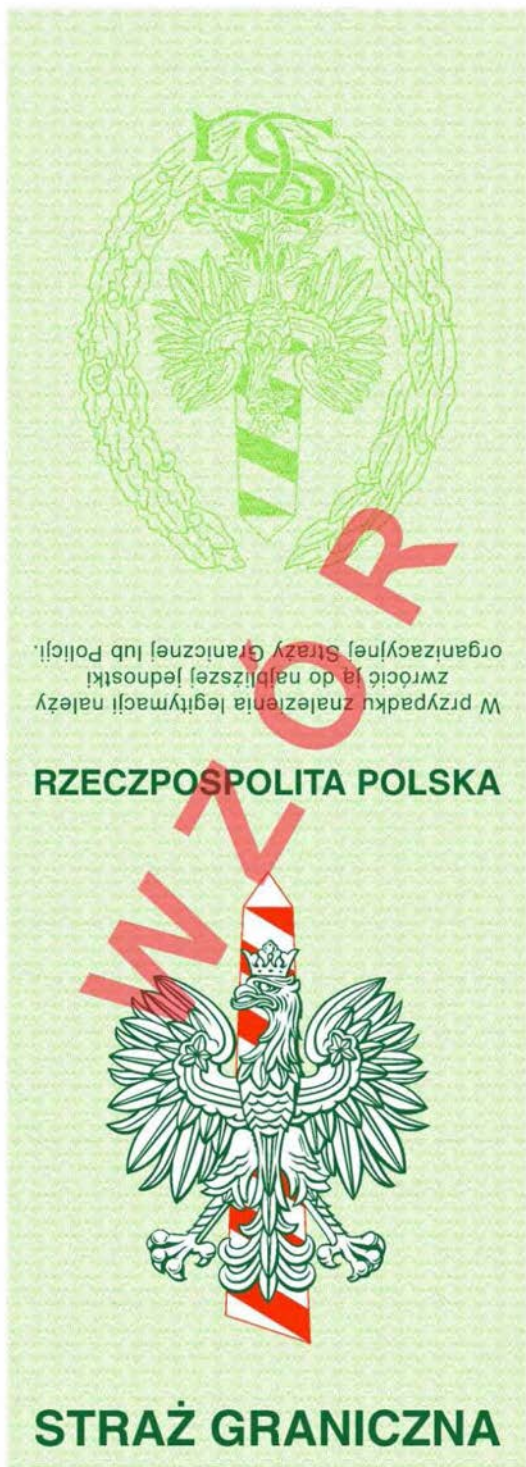 SG
W przypadku znalezienia legitymacji należy
zwrócić ją do najbliższej jednostki
organizacyjnej Straży Granicznej lub Policji.
RZECZPOSPOLITA POLSKA
WZÓR
STRAŻ GRANICZNA